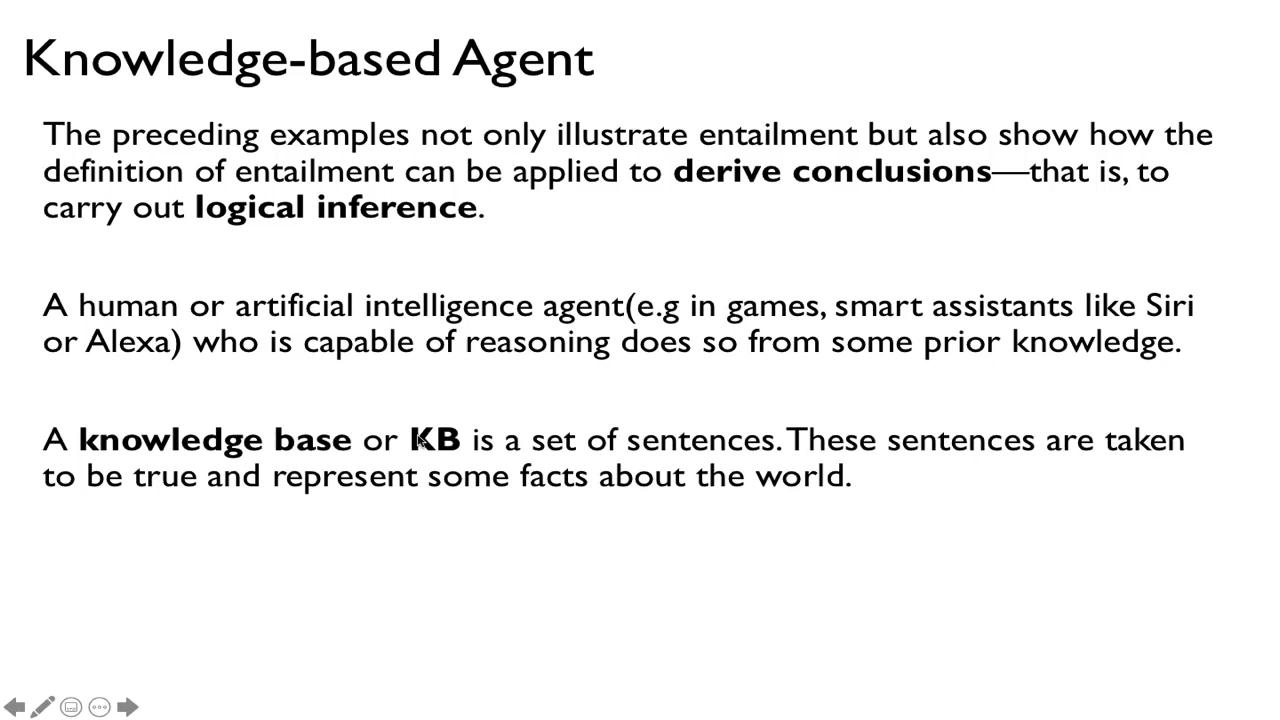 Knowledge-based Agent
The preceding examples not only illustrate entailment but also show how the
definition of entailment can be applied to derive conclusions—that is, to
carry out logical inference.
A human or artificial intelligence agent(e.g in games, smart assistants like Siri
or Alexa) who is capable of reasoning does so from some prior knowledge.
A knowledge base or KB is a set of sentences. These sentences are taken
to be true and represent some facts about the world.